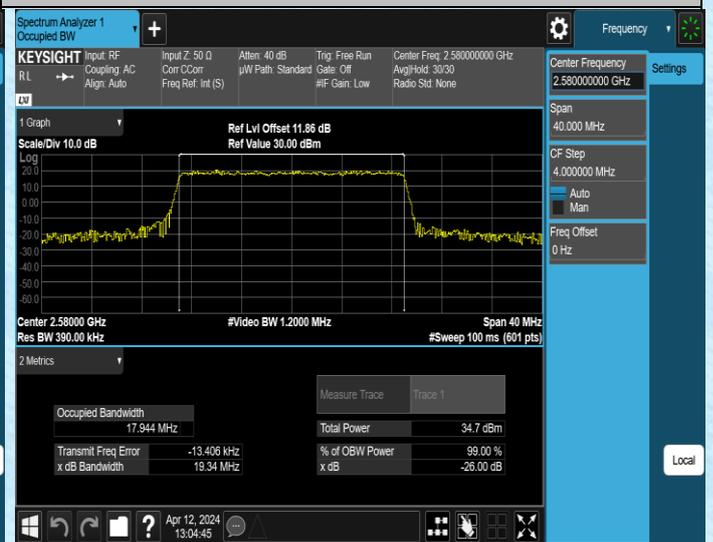 Spectrum Analyzer 1
Occupied BW
+
Frequency
KEYSIGHT
Input: RF
Coupling: AC
Align: Auto
R L
LXI
Input Z: 50 Ω
Corr CCorr
Freq Ref: Int (S)
Atten: 40 dB
µW Path: Standard
Trig: Free Run
Gate: Off
#IF Gain: Low
Center Freq: 2.580000000 GHz
Avg|Hold: 30/30
Radio Std: None
Center Frequency
2.580000000 GHz
Settings
Span
40.000 MHz
CF Step
4.000000 MHz
Auto
Man
Freq Offset
0 Hz
Local
1 Graph
Scale/Div 10.0 dB
Ref Lvl Offset 11.86 dB
Ref Value 30.00 dBm
Log
20.0
10.0
0.00
-10.0
-20.0
-30.0
-40.0
-50.0
-60.0
Center 2.58000 GHz
#Video BW 1.2000 MHz
Span 40 MHz
Res BW 390.00 kHz
#Sweep 100 ms (601 pts)
2 Metrics
Measure Trace
Trace 1
Occupied Bandwidth
17.944 MHz
Total Power
34.7 dBm
Transmit Freq Error
-13.406 kHz
% of OBW Power
99.00 %
x dB Bandwidth
19.34 MHz
x dB
-26.00 dB
?
Apr 12, 2024
13:04:45